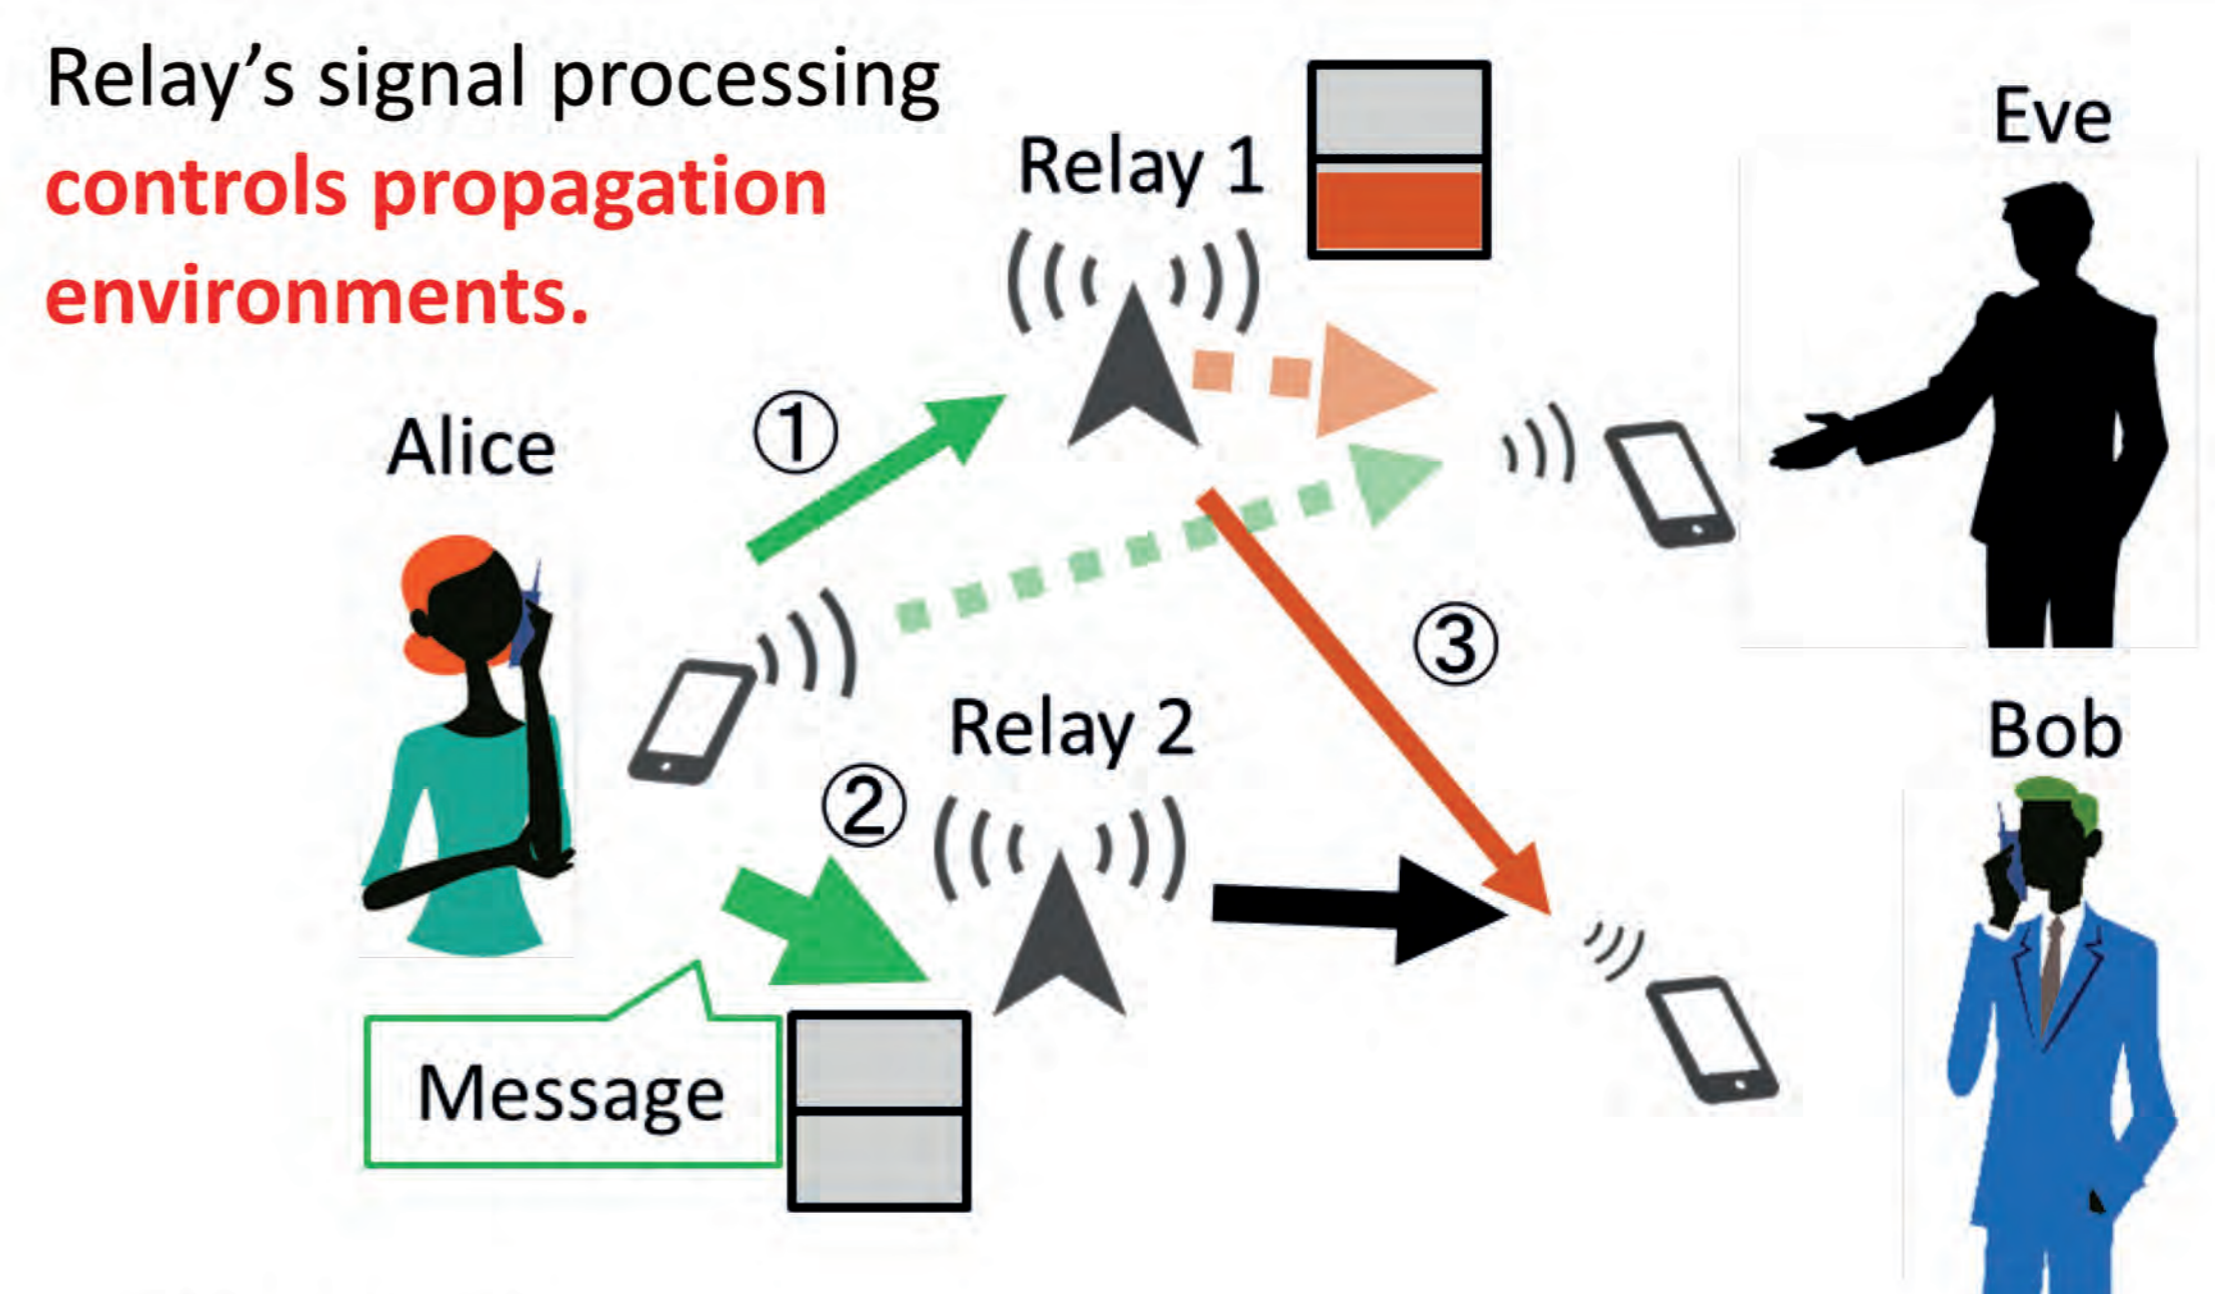 Relay’s signal processing
controls propagation
environments.
Relay 1
Eve
Alice
①
③
Relay 2
Bob
②
Message